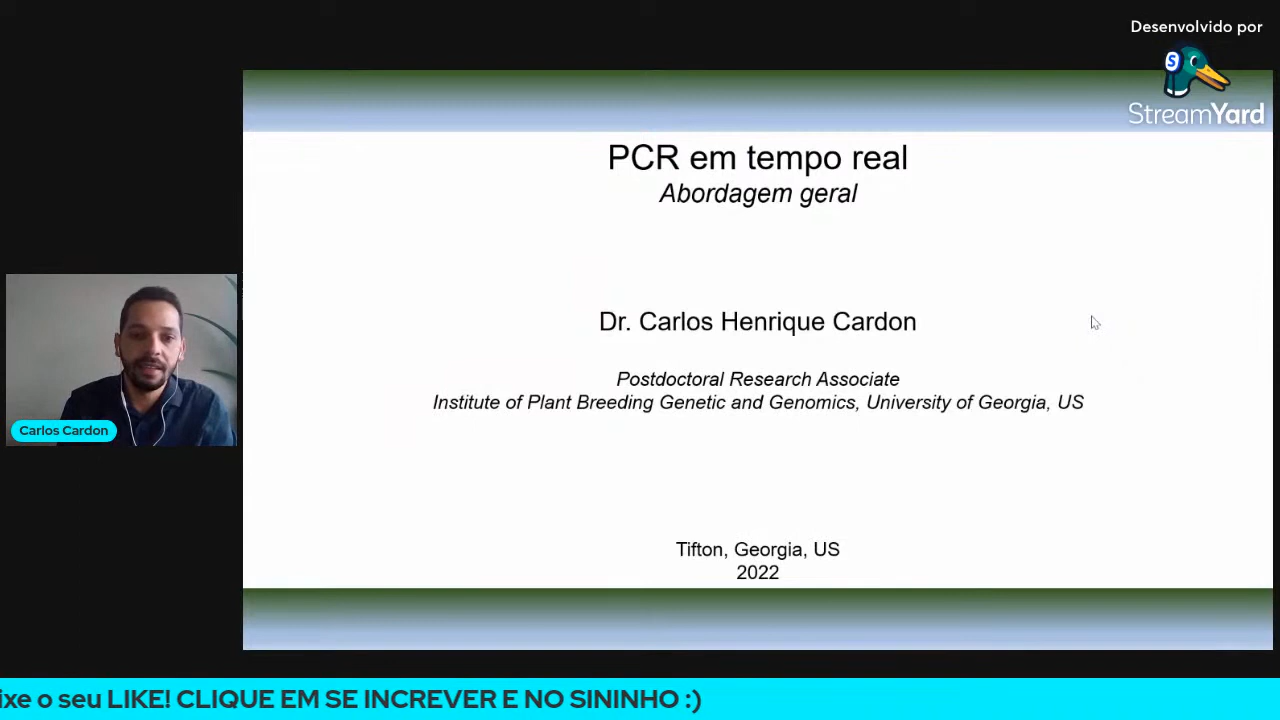 Desenvolvido por
StreamYard
PCR em tempo real
Abordagem geral
Dr. Carlos Henrique Cardon
Postdoctoral Research Associate
Institute of Plant Breeding Genetic and Genomics, University of Georgia, US
Tifton, Georgia, US
2022
Carlos Cardon
ixe o seu LIKE! CLIQUE EM SE INCREVER E NO SININHO :)